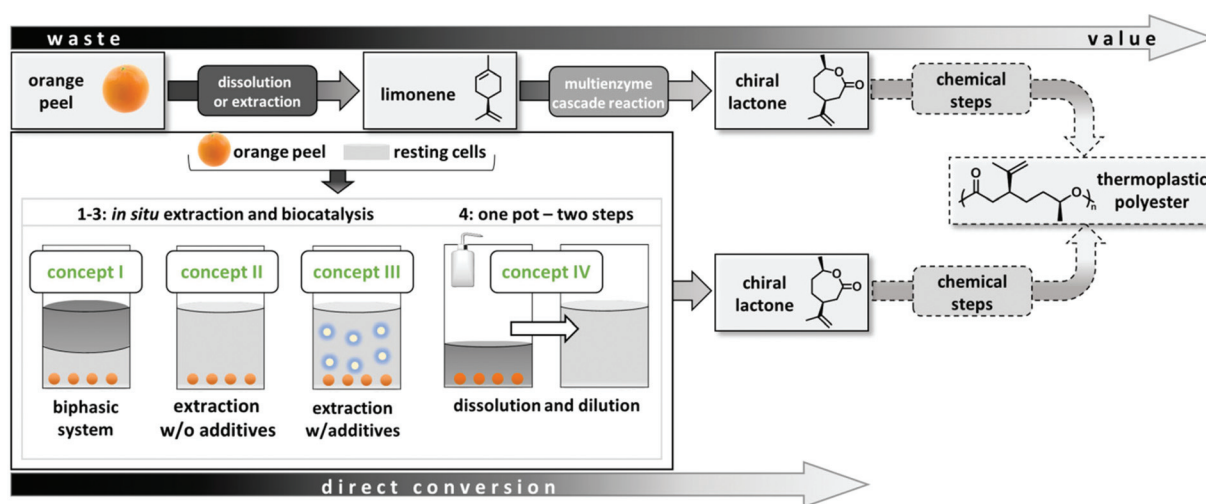 waste
value
orange
peel
dissolution
or extraction
limonene
multienzyme
cascade reaction
chiral
lactone
O
O
chemical
steps
orange peel
resting cells
1-3: in situ extraction and biocatalysis
4: one pot – two steps
concept I
concept II
concept III
concept IV
biphasic
system
extraction
w/o additives
extraction
w/additives
dissolution and dilution
chiral
lactone
O
O
chemical
steps
O
O
n
thermoplastic
polyester
direct conversion